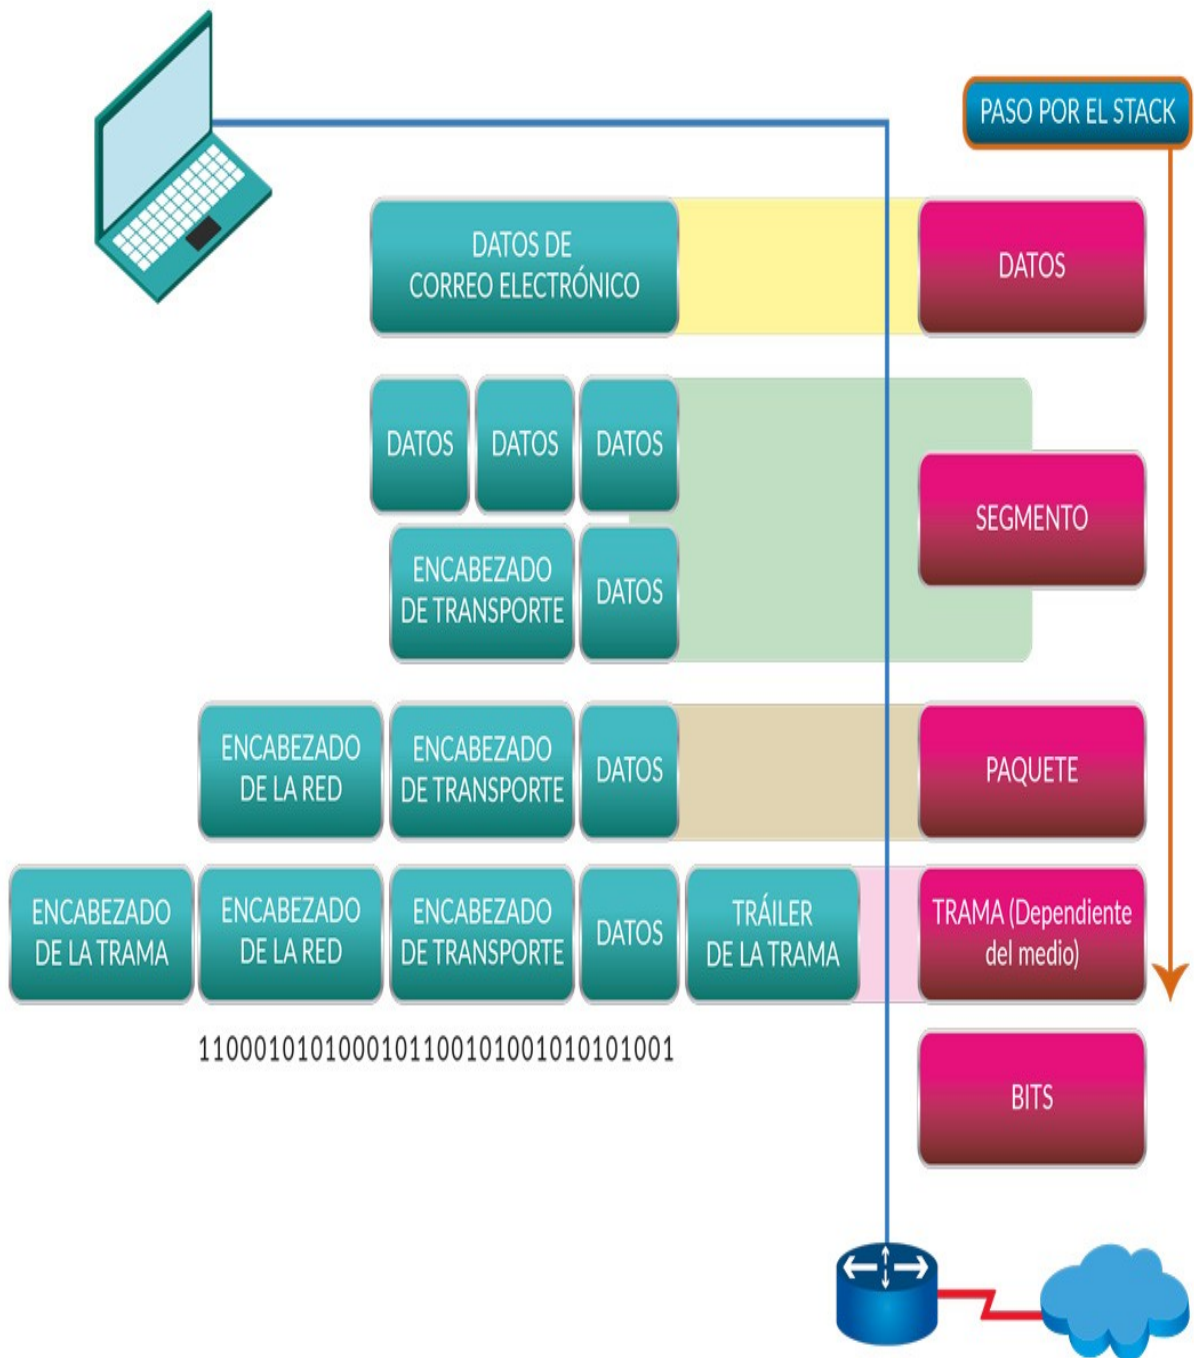 PASO POR EL STACK
DATOS DE
CORREO ELECTRÓNICO
DATOS
DATOS
DATOS
DATOS
SEGMENTO
ENCABEZADO
DE TRANSPORTE
DATOS
ENCABEZADO
DE LA RED
ENCABEZADO
DE TRANSPORTE
DATOS
PAQUETE
ENCABEZADO
DE LA TRAMA
ENCABEZADO
DE LA RED
ENCABEZADO
DE TRANSPORTE
DATOS
TRÁILER
DE LA TRAMA
TRAMA (Dependiente
del medio)
1100010101000101100101001010101001
BITS